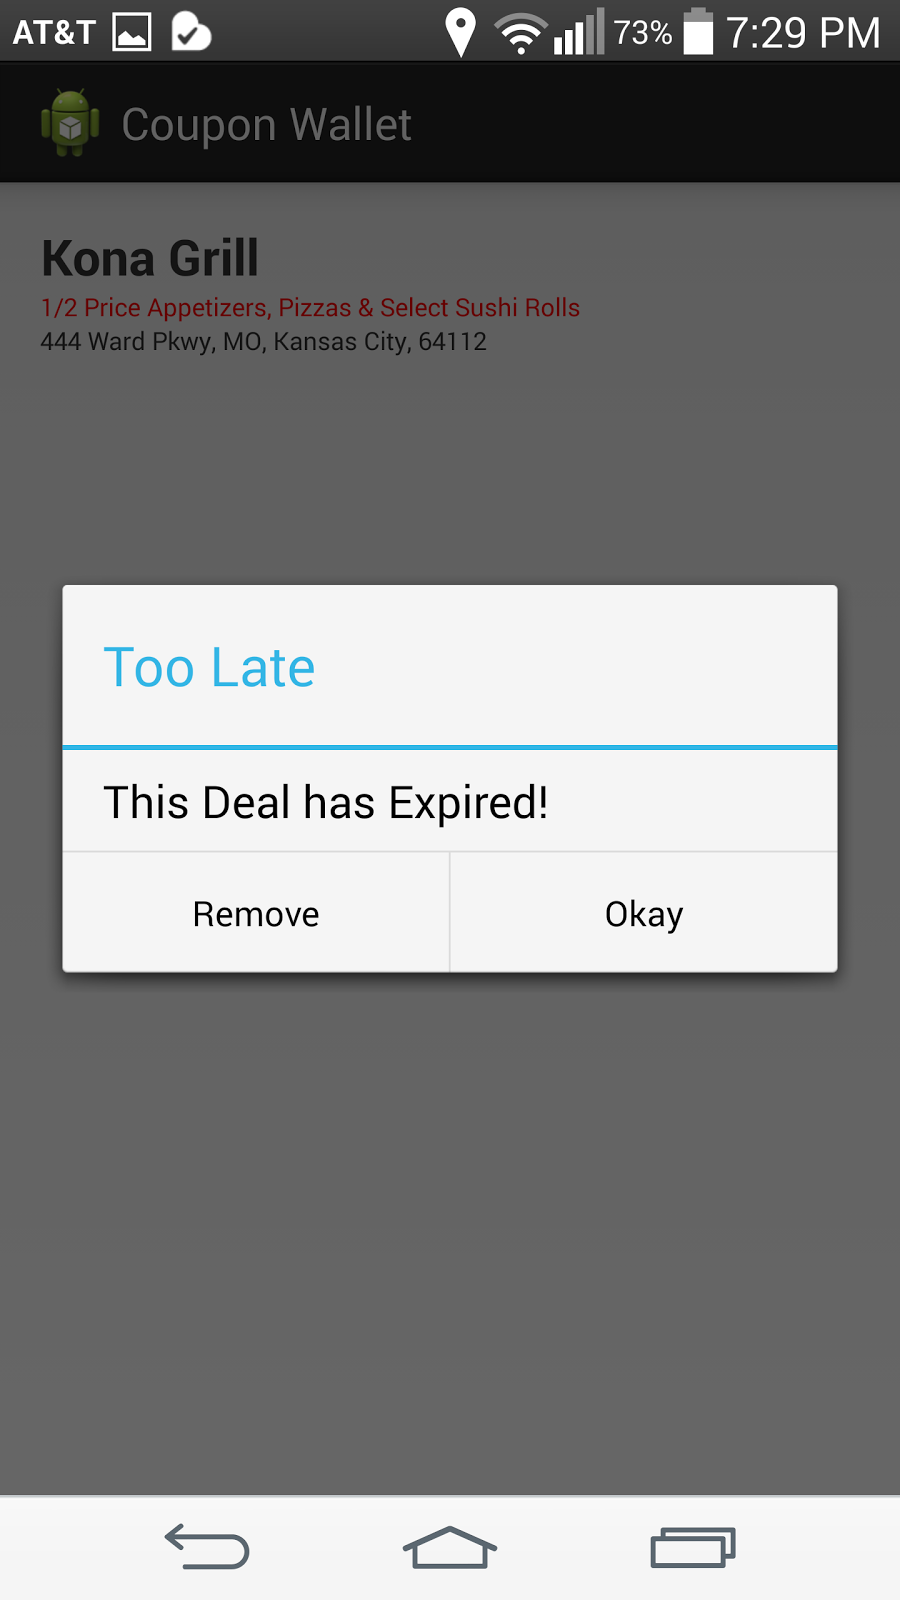 AT&T 73% 7:29 PM
Coupon Wallet
Kona Grill
1/2 Price Appetizers, Pizzas & Select Sushi Rolls
444 Ward Pkwy, MO, Kansas City, 64112
Too Late
This Deal has Expired!
Remove Okay